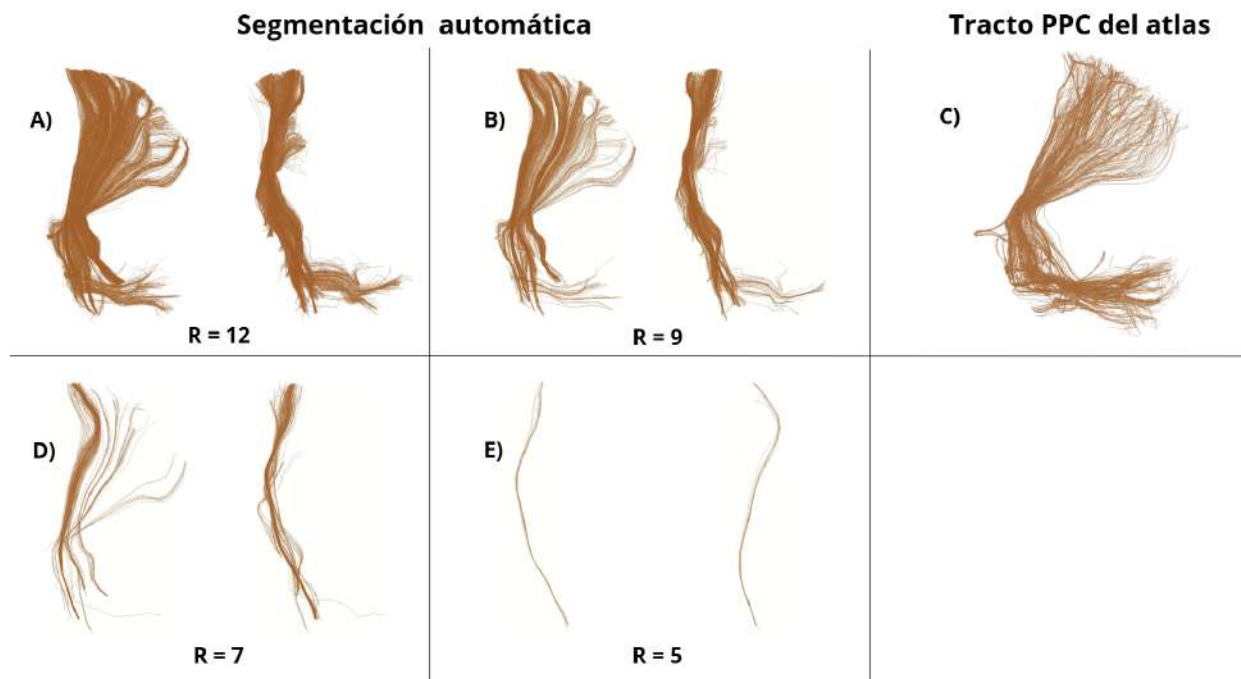 Segmentación automática
Tracto PPC del atlas
A)
B)
C)
R = 12
R = 9
D)
E)
R = 7
R = 5